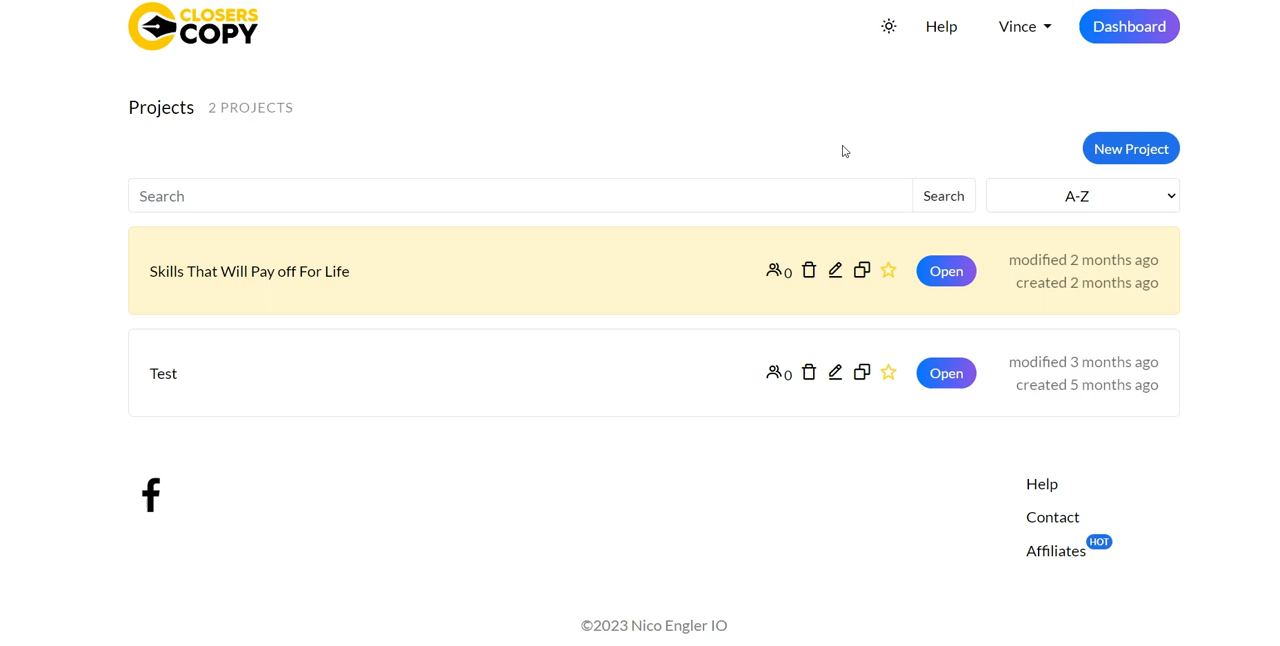 CLOSERS
COPY
Help
Vince
Dashboard
Projects 2 PROJECTS
New Project
Search Search A-Z
Skills That Will Pay off For Life 0 Open modified 2 months ago
created 2 months ago
Test 0 Open modified 3 months ago
created 5 months ago
Help
Contact
Affiliates HOT
©2023 Nico Engler IO